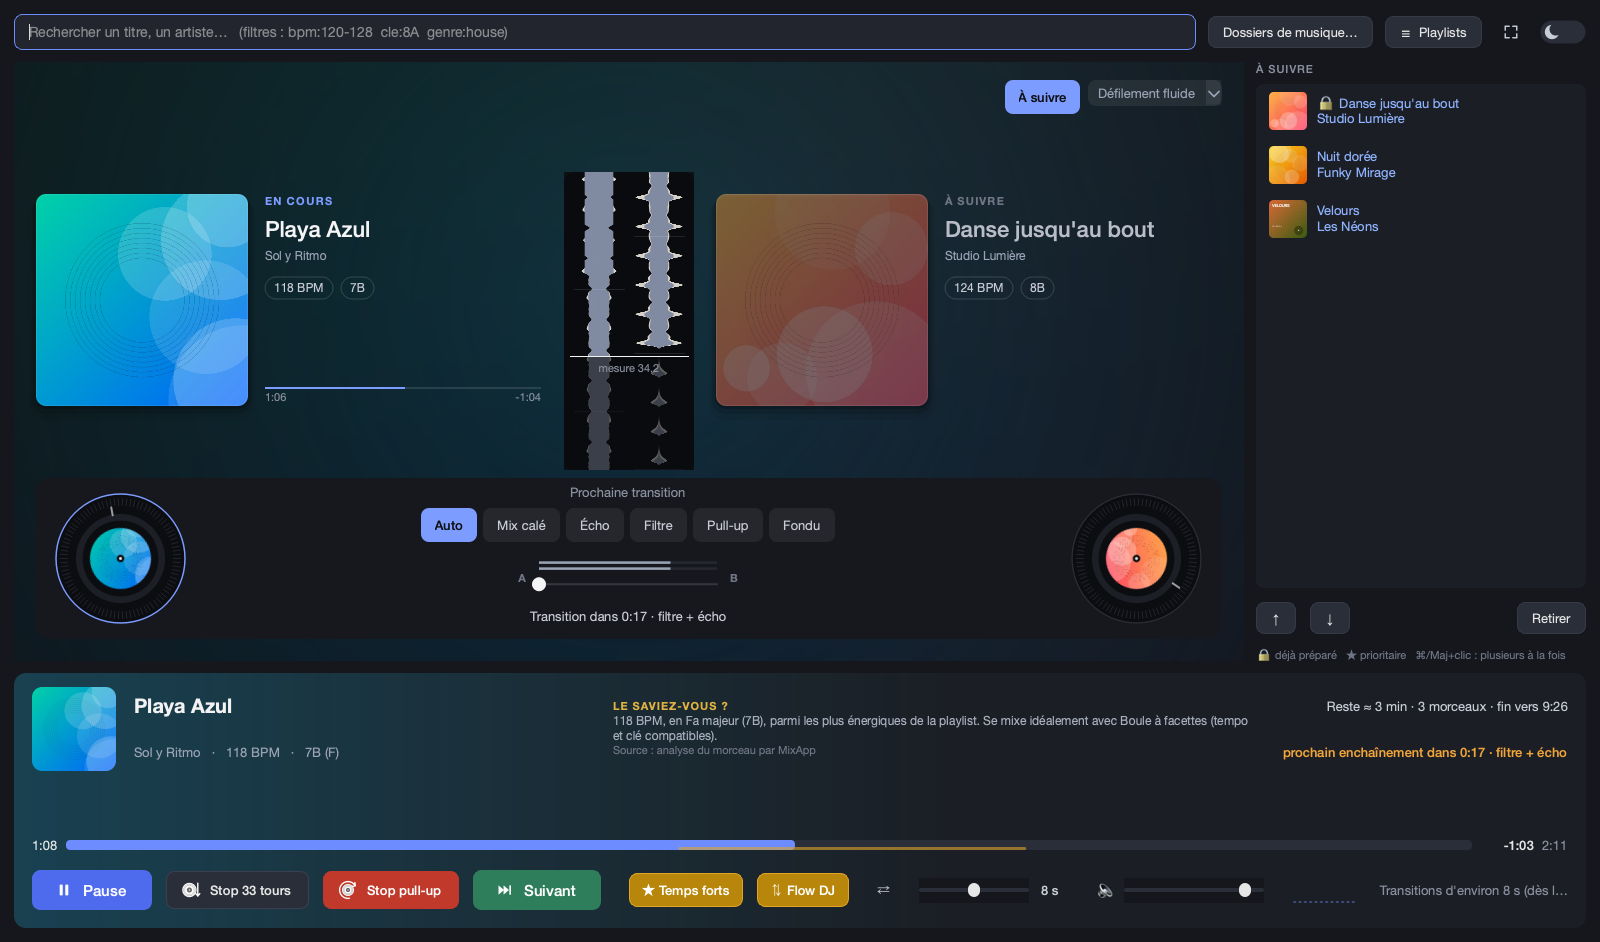 Rechercher un titre, un artiste… (filtres : bpm:120-128 cle:8A genre:house)
Dossiers de musique…
≡ Playlists
À SUIVRE
🔒 Danse jusqu'au bout
Studio Lumière
Nuit dorée
Funky Mirage
VELOURS
Velours
Les Néons
À suivre
Défilement fluide
EN COURS
Playa Azul
Sol y Ritmo
118 BPM
7B
1:06
-1:04
mesure 34,2
À SUIVRE
Danse jusqu'au bout
Studio Lumière
124 BPM
8B
Prochaine transition
Auto
Mix calé
Écho
Filtre
Pull-up
Fondu
A
B
Transition dans 0:17 · filtre + écho
↑
↓
Retirer
🔒 déjà préparé ★ prioritaire ⌘/Maj+clic : plusieurs à la fois
Playa Azul
Sol y Ritmo · 118 BPM · 7B (F)
LE SAVIEZ-VOUS ?
118 BPM, en Fa majeur (7B), parmi les plus énergiques de la playlist. Se mixe idéalement avec Boule à facettes (tempo
et clé compatibles).
Source : analyse du morceau par MixApp
Reste ≈ 3 min · 3 morceaux · fin vers 9:26
prochain enchaînement dans 0:17 · filtre + écho
1:08
-1:03 2:11
Pause
Stop 33 tours
Stop pull-up
Suivant
★ Temps forts
⇅ Flow DJ
⇄
8 s
Transitions d'environ 8 s (dès l…